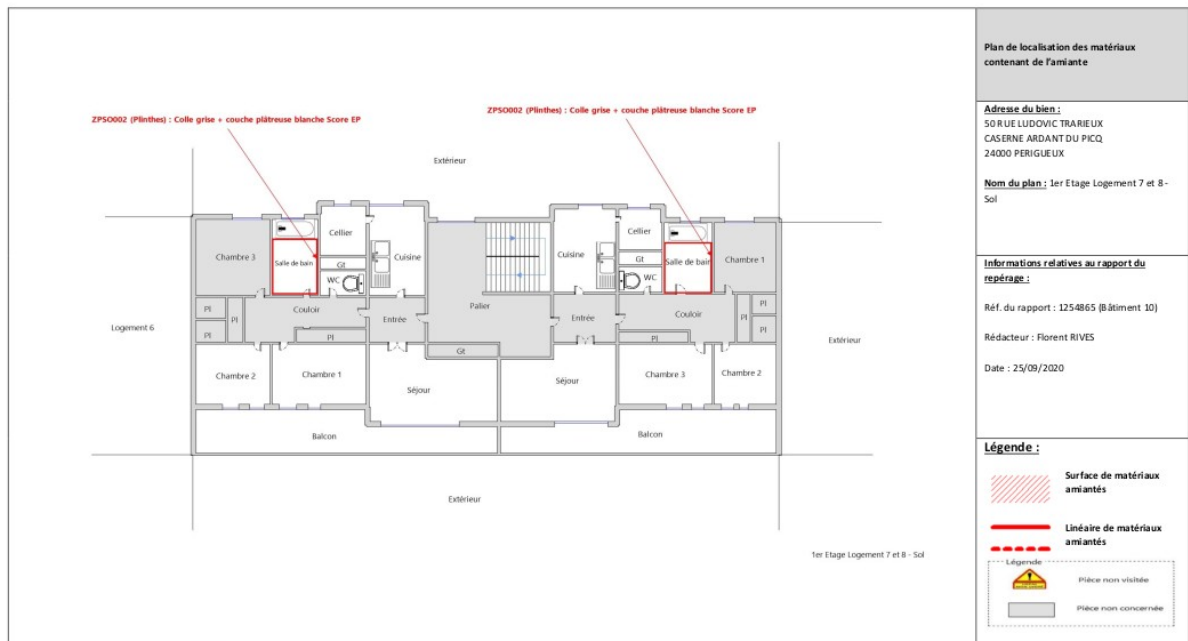 Plan de localisation des matériaux
contenant de l'amiante
Adresse du bien :
50 RUE LUDOVIC TRARIEUX
CASERNE ARDANT DU PICQ
24000 PERIGUEUX
Nom du plan : 1er Etage Logement 7 et 8 -
Sol
Informations relatives au rapport du
repérage :
Réf. du rapport : 1254865 (Bâtiment 10)
Rédacteur : Florent RIVES
Date : 25/09/2020
Légende :
Surface de matériaux
amiantés
Linéaire de matériaux
amiantés
Légende
Pièce non visitée
Pièce non concernée
ZPSO002 (Plinthes) : Colle grise + couche plâtreuse blanche Score EP
ZPSO002 (Plinthes) : Colle grise + couche plâtreuse blanche Score EP
Extérieur
Chambre 3
Salle de bain
Cellier
Gt
WC
Cuisine
Palier
Cuisine
Cellier
Gt
WC
Salle de bain
Chambre 1
Logement 6
Pl
Pl
Pl
Couloir
Pl
Entrée
Gt
Entrée
Couloir
Pl
Pl
Pl
Pl
Extérieur
Chambre 2
Chambre 1
Séjour
Séjour
Chambre 3
Chambre 2
Balcon
Balcon
Extérieur
1er Etage Logement 7 et 8 - Sol